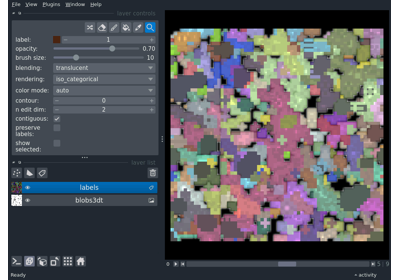 File View Plugins Window Help
layer controls
label: 1
opacity: 0.70
brush size: 10
blending: translucent
rendering: iso_categorical
color mode: auto
contour: 0
n edit dim: 2
contiguous:
preserve
labels:
show
selected:
layer list
labels
blobs3dt
Ready
activity